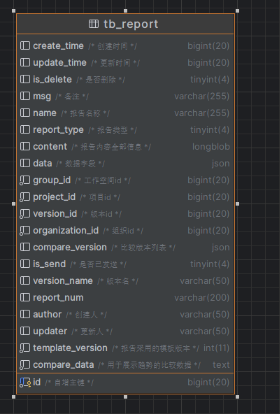 tb_report
create_time /* 创建时间 */ bigint(20)
update_time /* 更新时间 */ bigint(20)
is_delete /* 是否删除 */ tinyint(4)
msg /* 备注 */ varchar(255)
name /* 报告名称 */ varchar(255)
report_type /* 报告类型 */ tinyint(4)
content /* 报告内容全部信息 */ longblob
data /* 数据字段 */ json
group_id /* 工作空间id */ bigint(20)
project_id /* 项目id */ bigint(20)
version_id /* 版本id */ bigint(20)
organization_id /* 组织id */ bigint(20)
compare_version /* 比较版本列表 */ json
is_send /* 是否已发送 */ tinyint(4)
version_name /* 版本名 */ varchar(50)
report_num varchar(200)
author /* 创建人 */ varchar(50)
updater /* 更新人 */ varchar(50)
template_version /* 报告采用的模板版本 */ int(11)
compare_data /* 用于展示趋势的比较数据 */ text
id /* 自增主键 */ bigint(20)